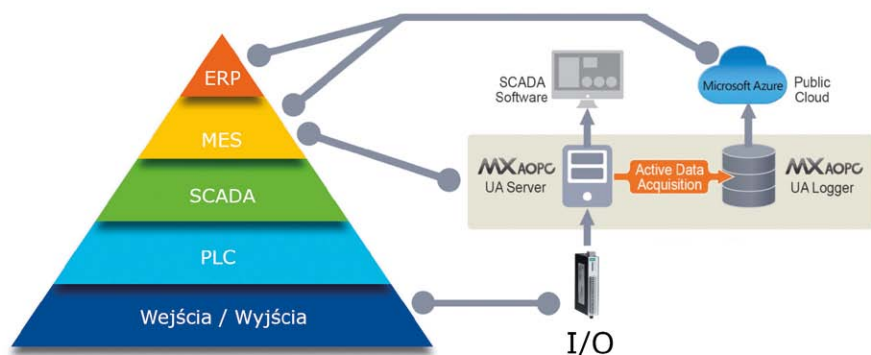 ERP
MES
SCADA
PLC
Wejścia / Wyjścia
SCADA
Software
Microsoft Azure
Public
Cloud
MXAOPC
UA Server
Active Data
Acquisition
MXAOPC
UA Logger
I/O